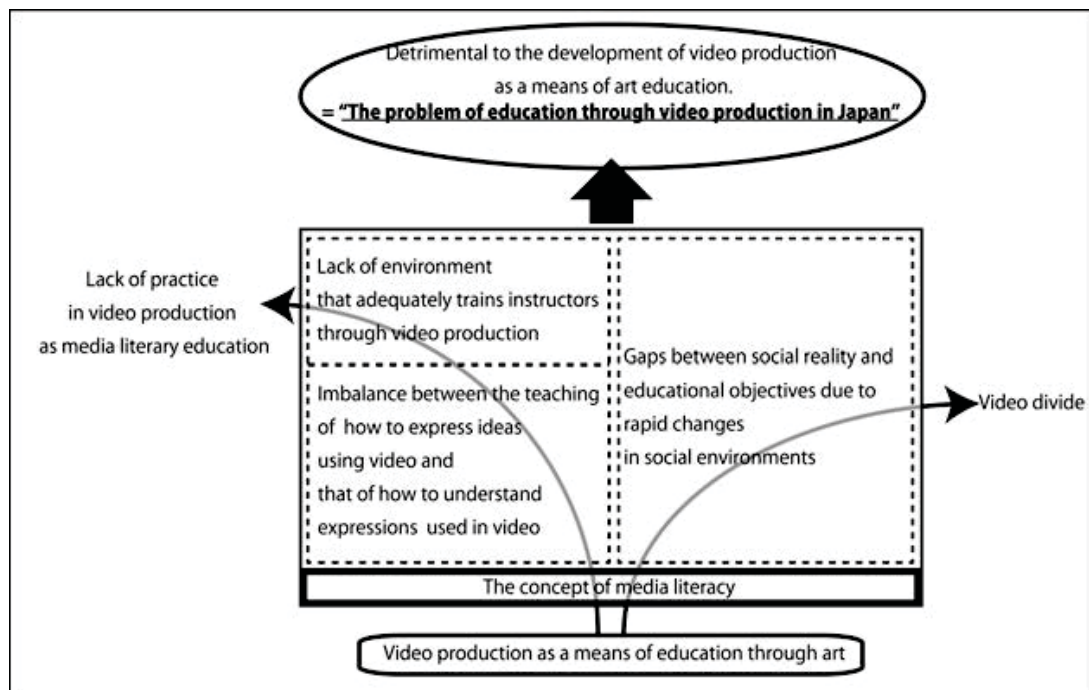 Detrimental to the development of video production
as a means of art education.
= “The problem of education through video production in Japan”
Lack of practice
in video production
as media literary education
Lack of environment
that adequately trains instructors
through video production
Imbalance between the teaching
of how to express ideas
using video and
that of how to understand
expressions used in video
Gaps between social reality and
educational objectives due to
rapid changes
in social environments
Video divide
The concept of media literacy
Video production as a means of education through art